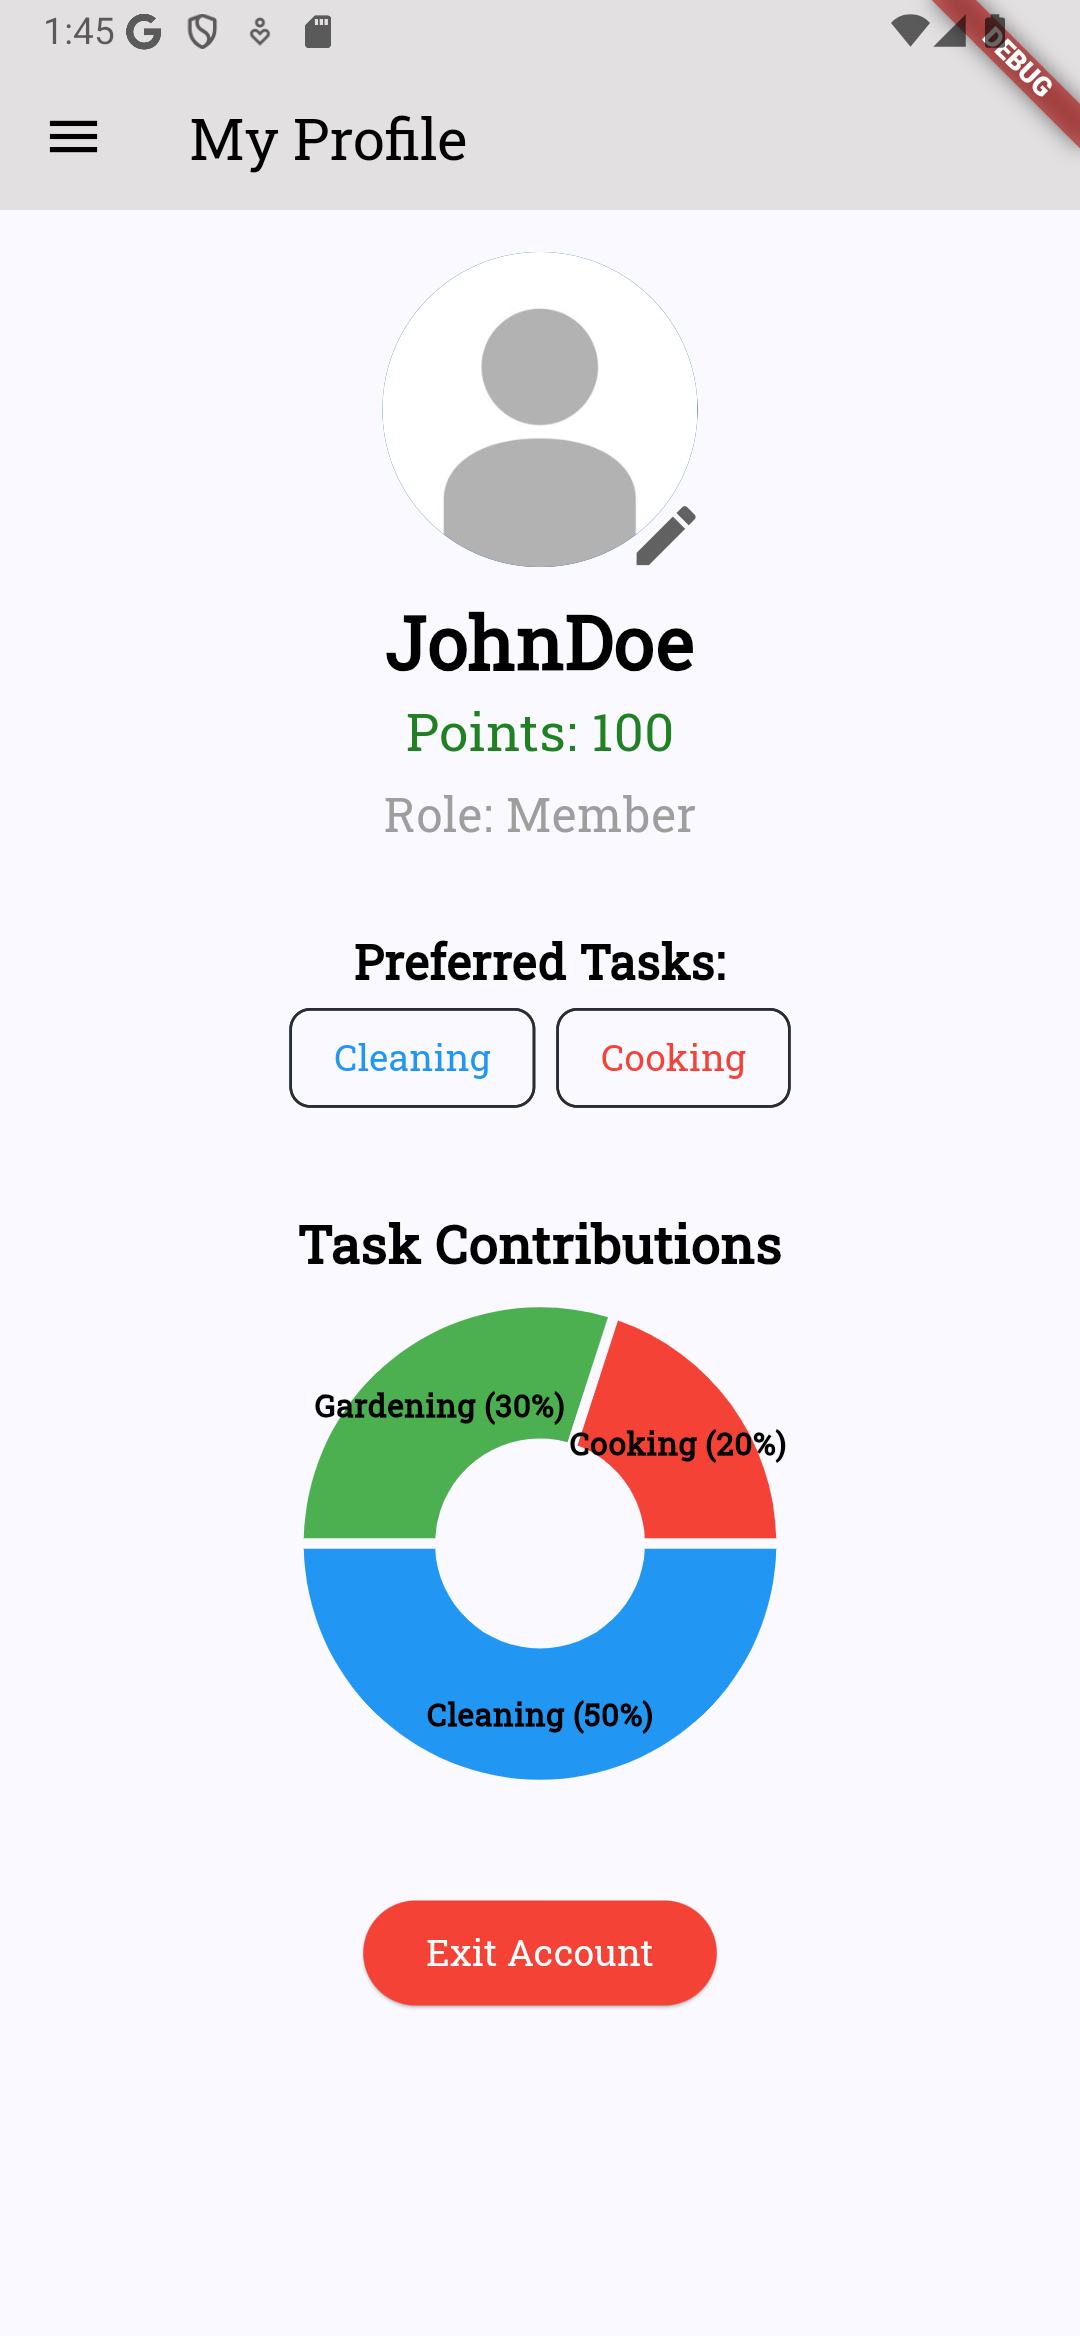 1:45
DEBUG
My Profile
JohnDoe
Points: 100
Role: Member
Preferred Tasks:
Cleaning Cooking
Task Contributions
Gardening (30%)
Cooking (20%)
Cleaning (50%)
Exit Account